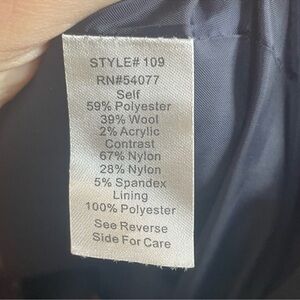 STYLE# 109
RN#54077
Self
59% Polyester
39% Wool
2% Acrylic
Contrast
67% Nylon
28% Nylon
5% Spandex
Lining
100% Polyester
See Reverse
Side For Care